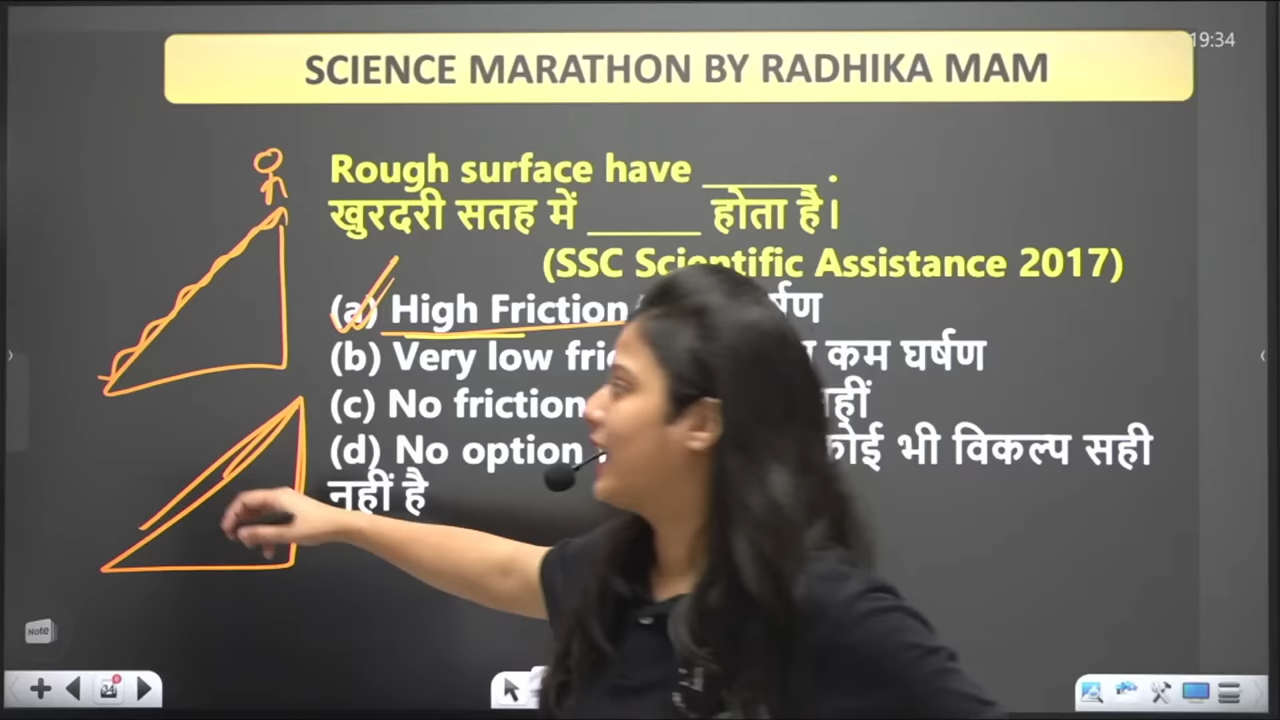 SCIENCE MARATHON BY RADHIKA MAM
19:34
Rough surface have ______ .
खुरदरी सतह में ______ होता है।
(SSC Scientific Assistance 2017)
(a) High Friction
(b) Very low कम घर्षण
(c) No friction
(d) No option कोई भी विकल्प सही
नहीं है
Note
34